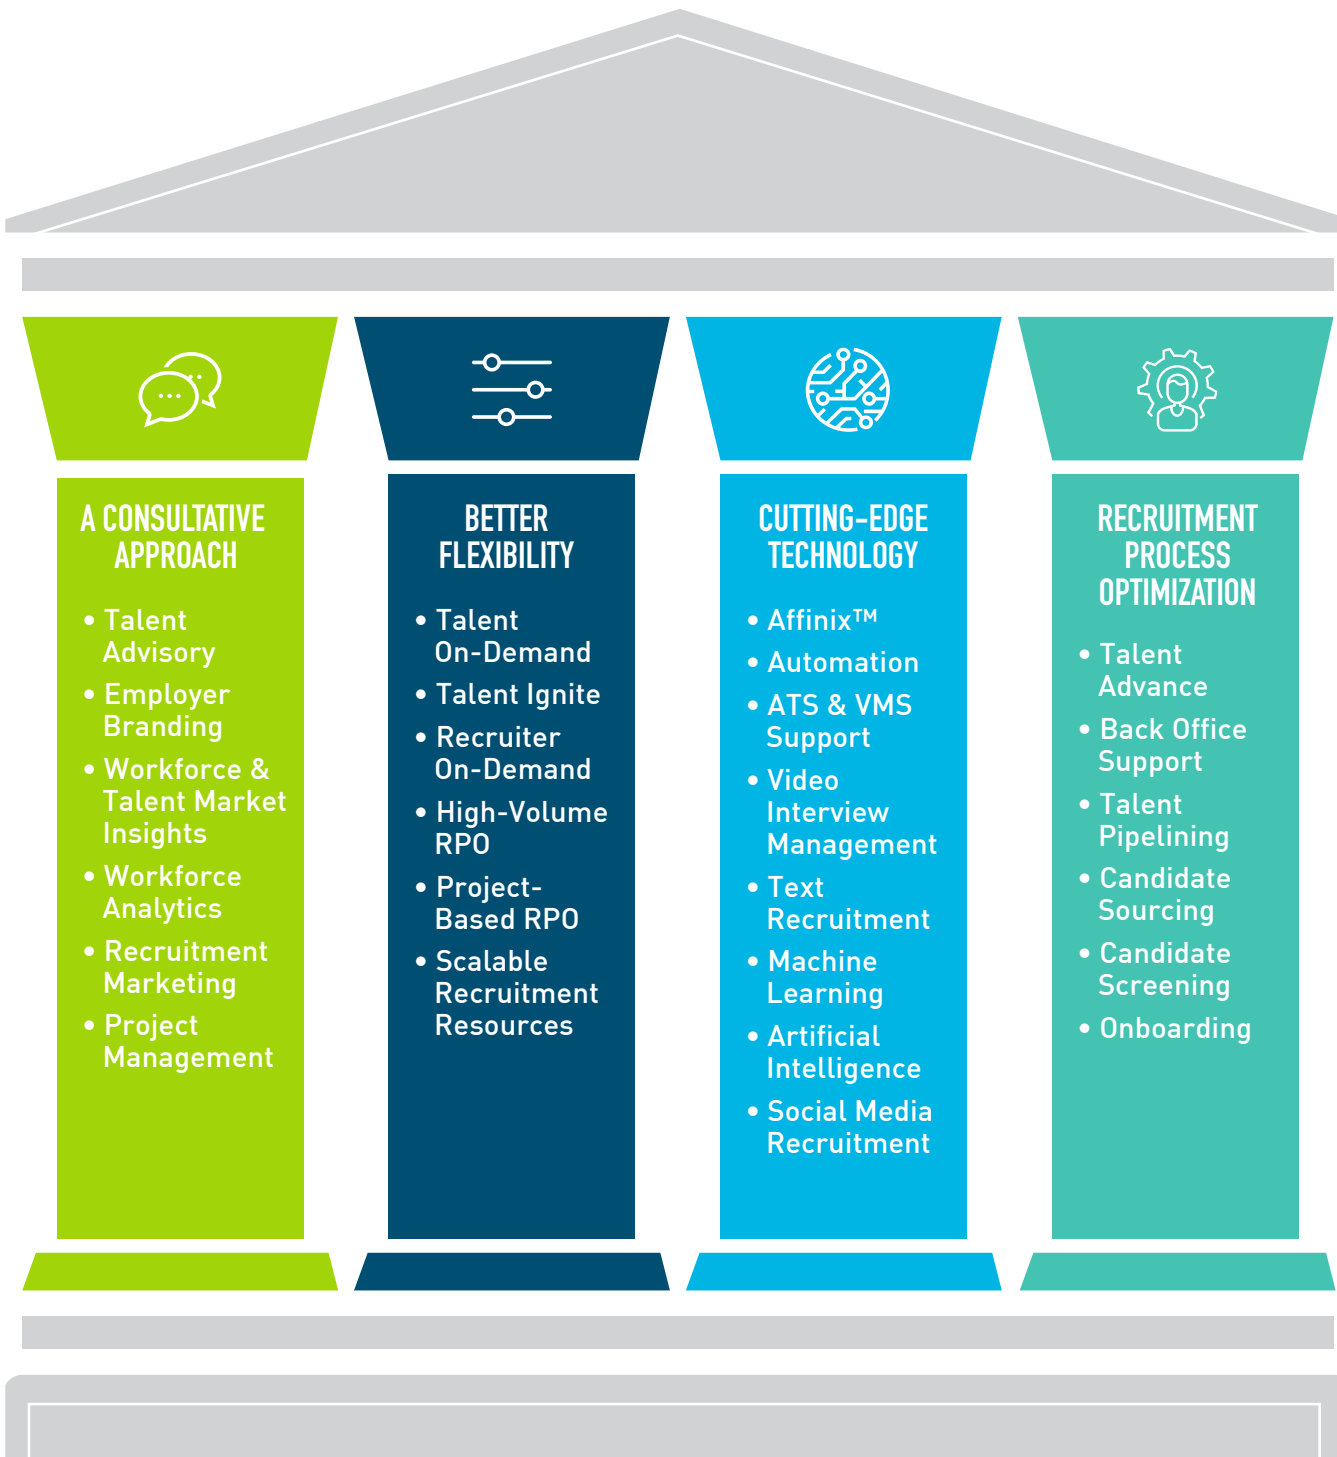 A CONSULTATIVE
APPROACH
• Talent
Advisory
• Employer
Branding
• Workforce &
Talent Market
Insights
• Workforce
Analytics
• Recruitment
Marketing
• Project
Management
BETTER
FLEXIBILITY
• Talent
On-Demand
• Talent Ignite
• Recruiter
On-Demand
• High-Volume
RPO
• Project-
Based RPO
• Scalable
Recruitment
Resources
CUTTING-EDGE
TECHNOLOGY
• Affinix™
• Automation
• ATS & VMS
Support
• Video
Interview
Management
• Text
Recruitment
• Machine
Learning
• Artificial
Intelligence
• Social Media
Recruitment
RECRUITMENT
PROCESS
OPTIMIZATION
• Talent
Advance
• Back Office
Support
• Talent
Pipelining
• Candidate
Sourcing
• Candidate
Screening
• Onboarding